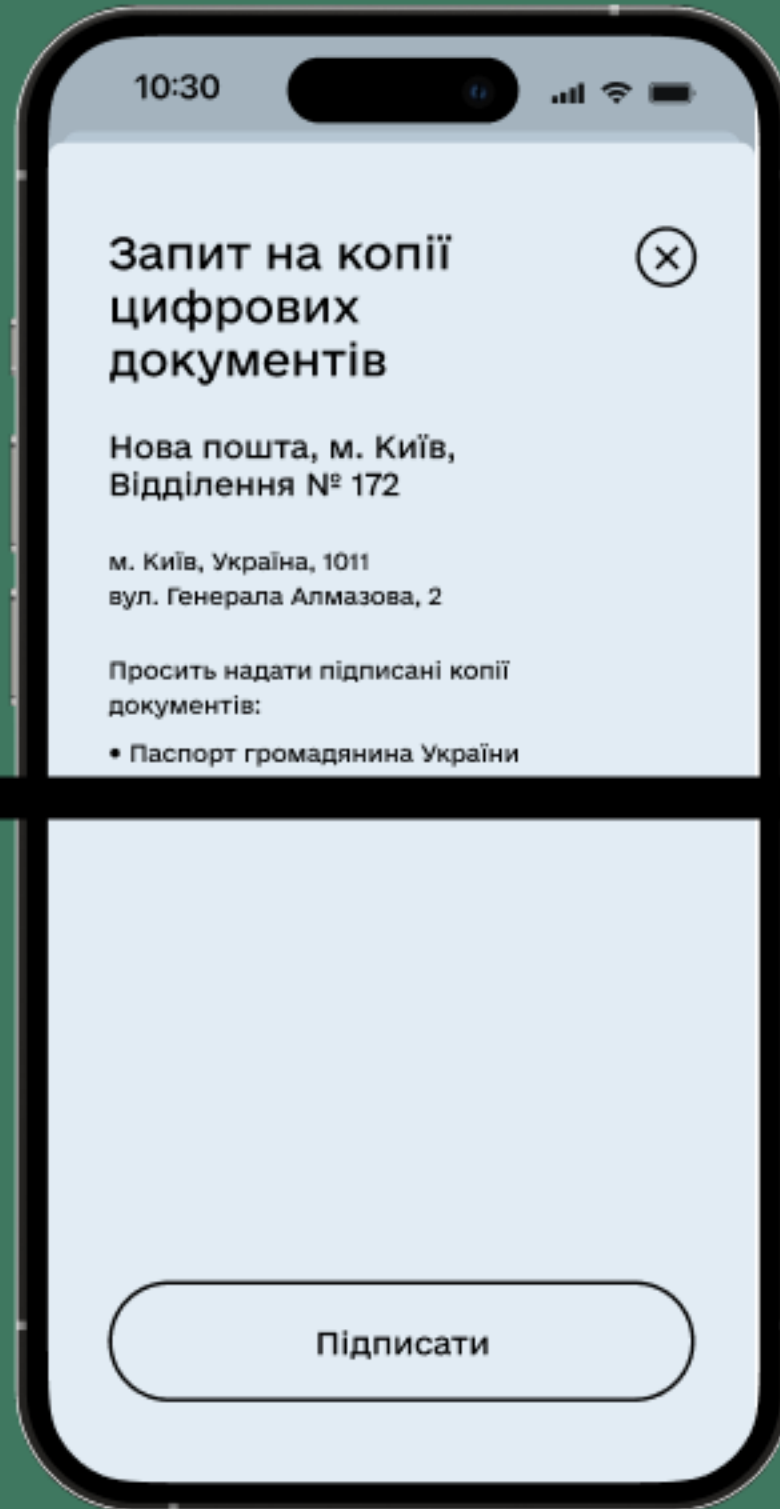 10:30
Запит на копії
цифрових
документів
Нова пошта, м. Київ,
Відділення № 172
м. Київ, Україна, 1011
вул. Генерала Алмазова, 2
Просить надати підписані копії
документів:
• Паспорт громадянина України
Підписати